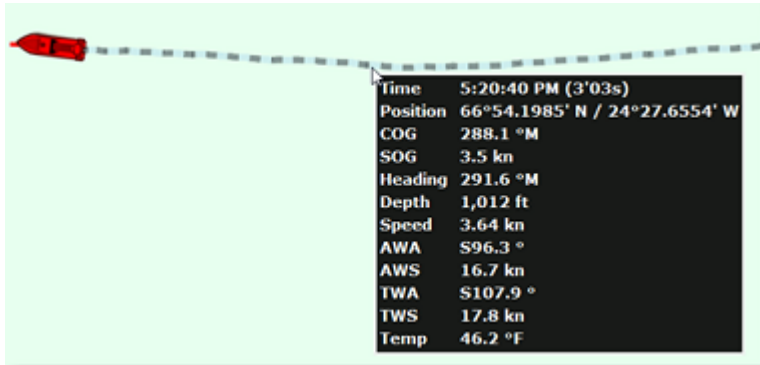 Time 5:20:40 PM (3'03s)
Position 66°54.1985' N / 24°27.6554' W
COG 288.1 °M
SOG 3.5 kn
Heading 291.6 °M
Depth 1,012 ft
Speed 3.64 kn
AWA S96.3 °
AWS 16.7 kn
TWA S107.9 °
TWS 17.8 kn
Temp 46.2 °F